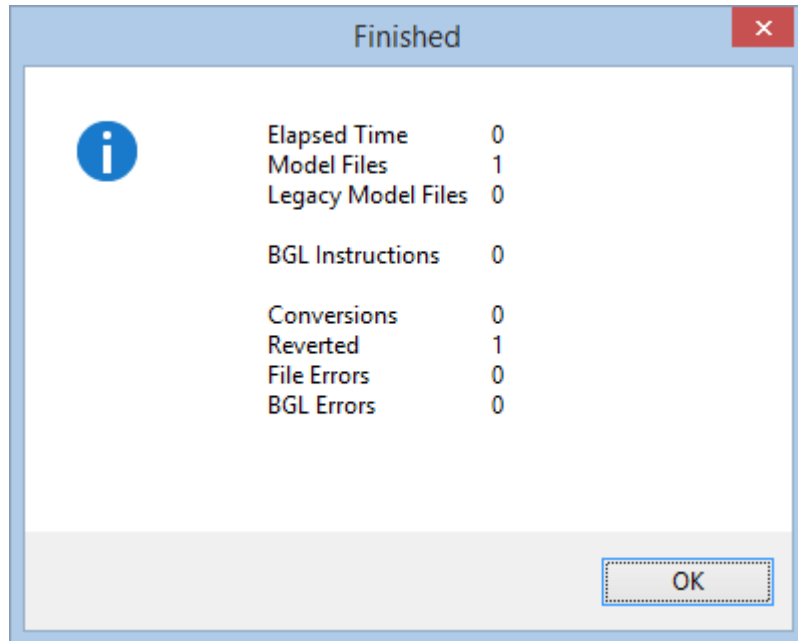 Finished
Elapsed Time 0
Model Files 1
Legacy Model Files 0
BGL Instructions 0
Conversions 0
Reverted 1
File Errors 0
BGL Errors 0
OK